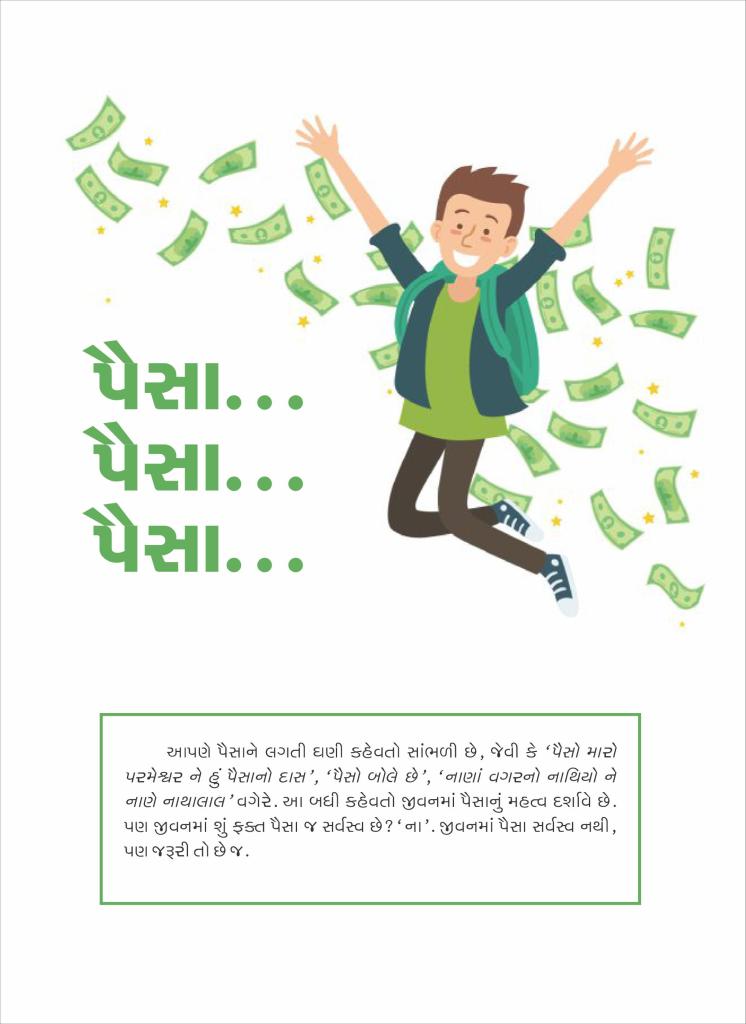 પૈસા...
પૈસા...
પૈસા...
આપણે પૈસાને લગતી ઘણી કહેવતો સાંભળી છે, જેવી કે ‘પૈસો મારો
પરમેશ્વર ને હું પૈસાનો દાસ’, ‘પૈસો બોલે છે’, ‘નાણાં વગરનો નાથિયો ને
નાણે નાથાલાલ’ વગેરે. આ બધી કહેવતો જીવનમાં પૈસાનું મહત્વ દર્શાવે છે.
પણ જીવનમાં શું ફક્ત પૈસા જ સર્વસ્વ છે? ‘ના’. જીવનમાં પૈસા સર્વસ્વ નથી,
પણ જરૂરી તો છે જ.